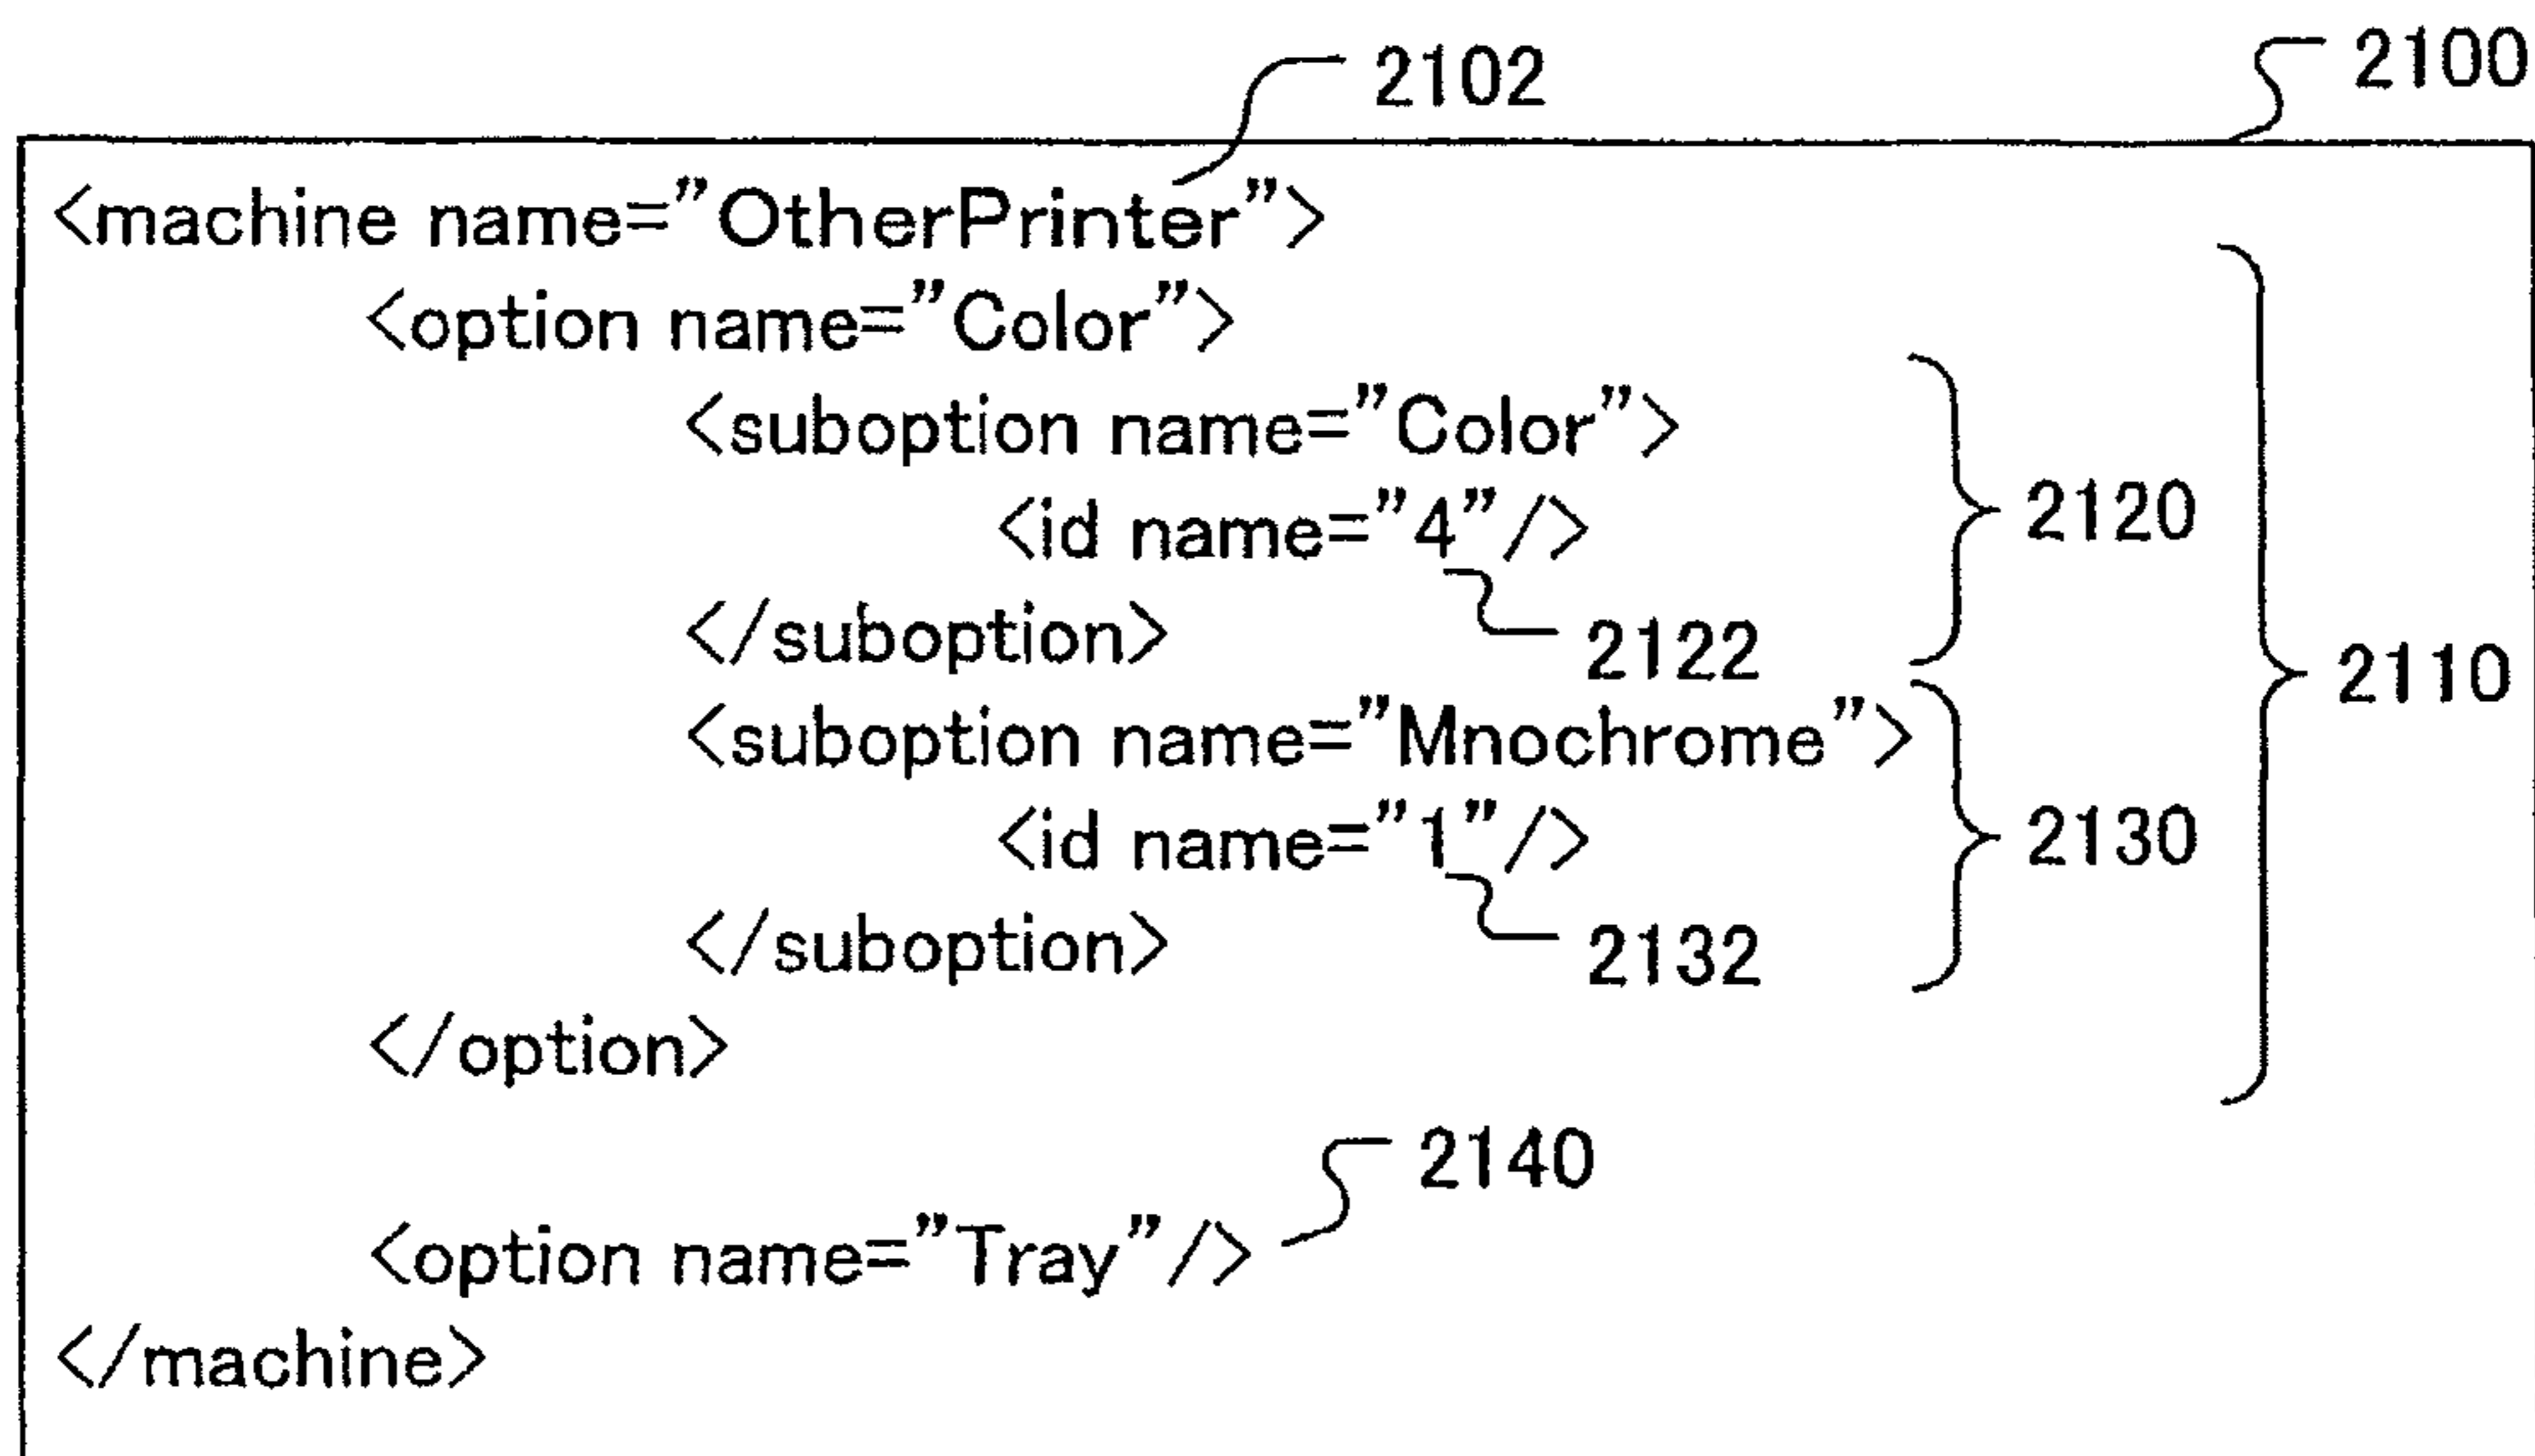 2100
2102
<machine name="OtherPrinter">
<option name="Color">
<suboption name="Color">
<id name="4"/>
2120
</suboption>
2122
2110
<suboption name="Mnochrome">
<id name="1"/>
2130
</suboption>
2132
</option>
2140
<option name="Tray"/>
</machine>